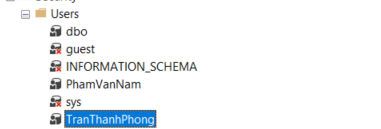 Users
dbo
guest
INFORMATION_SCHEMA
PhamVanNam
sys
TranThanhPhong